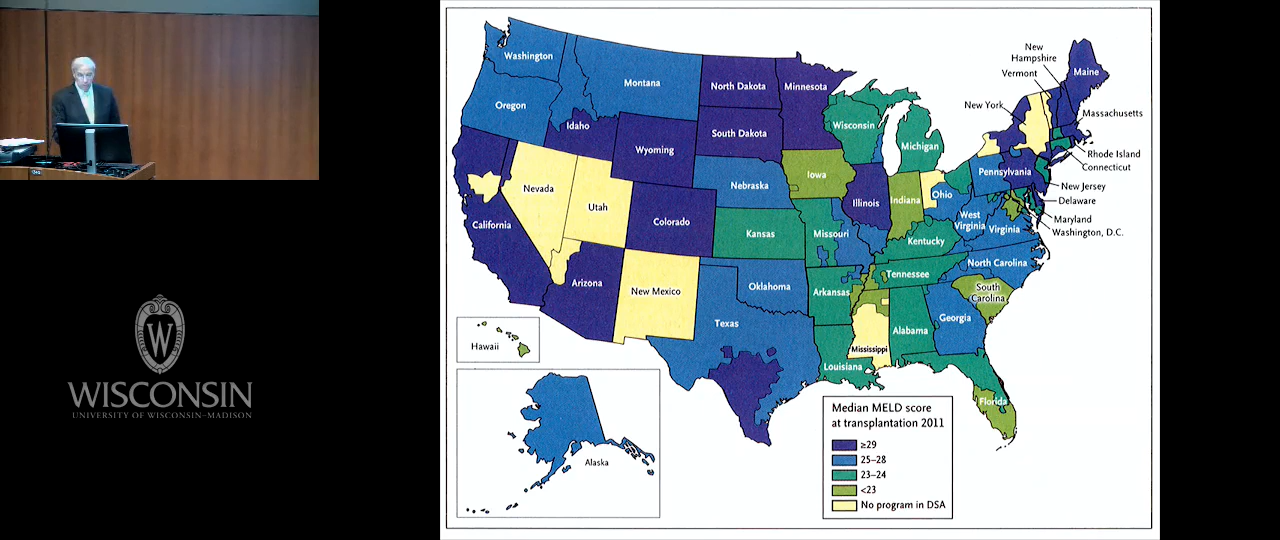 Washington
Montana
North Dakota
Minnesota
Oregon
Idaho
South Dakota
Wyoming
Wisconsin
Michigan
New York
Vermont
New
Hampshire
Maine
Massachusetts
Rhode Island
Connecticut
New Jersey
Delaware
Maryland
Washington, D.C.
Pennsylvania
Nevada
Utah
Nebraska
Iowa
Illinois
Indiana
Ohio
California
Colorado
Kansas
Missouri
West
Virginia
Virginia
Kentucky
Arizona
New Mexico
Oklahoma
Arkansas
Tennessee
North Carolina
South
Carolina
Texas
Louisiana
Mississippi
Alabama
Georgia
Florida
Hawaii
Alaska
Median MELD score
at transplantation 2011
≥29
25–28
23–24
<23
No program in DSA
W
WISCONSIN
UNIVERSITY OF WISCONSIN–MADISON